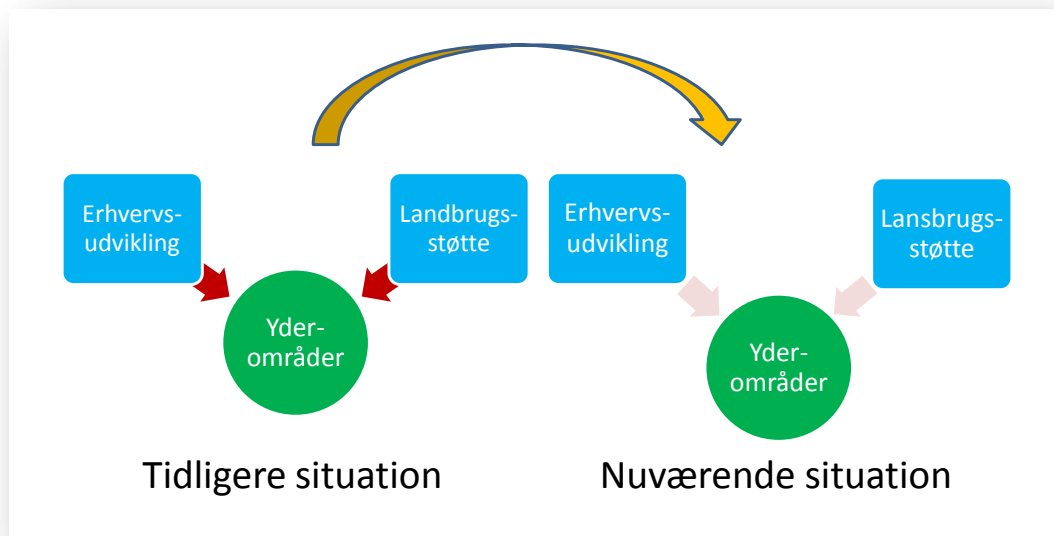 Erhvervs-
udvikling
Landbrugs-
støtte
Yder-
områder
Tidligere situation
Erhvervs-
udvikling
Lansbrugs-
støtte
Yder-
områder
Nuværende situation